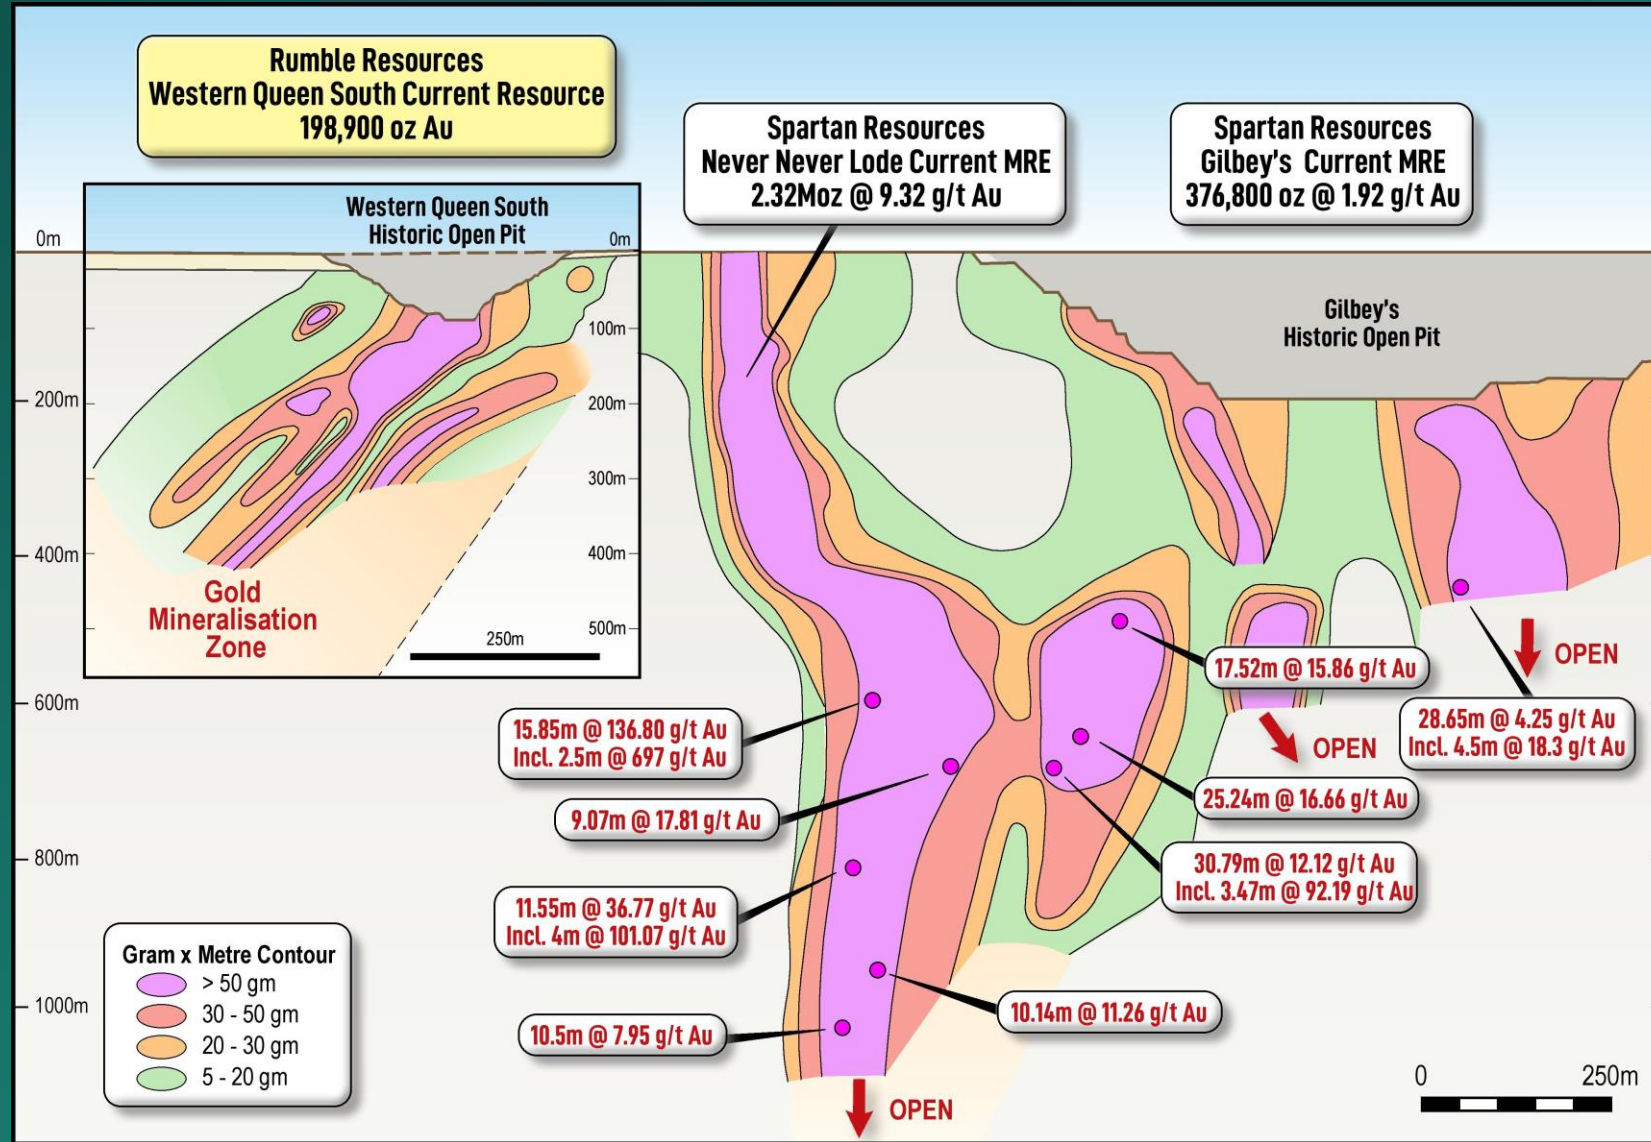 Rumble Resources
Western Queen South Current Resource
198,900 oz Au
Spartan Resources
Never Never Lode Current MRE
2.32Moz @ 9.32 g/t Au
Spartan Resources
Gilbey's Current MRE
376,800 oz @ 1.92 g/t Au
Western Queen South
Historic Open Pit
0m
0m
100m
200m
300m
400m
500m
Gold
Mineralisation
Zone
250m
200m
400m
600m
800m
1000m
Gilbey's
Historic Open Pit
17.52m @ 15.86 g/t Au
OPEN
28.65m @ 4.25 g/t Au
Incl. 4.5m @ 18.3 g/t Au
OPEN
15.85m @ 136.80 g/t Au
Incl. 2.5m @ 697 g/t Au
25.24m @ 16.66 g/t Au
9.07m @ 17.81 g/t Au
30.79m @ 12.12 g/t Au
Incl. 3.47m @ 92.19 g/t Au
11.55m @ 36.77 g/t Au
Incl. 4m @ 101.07 g/t Au
10.14m @ 11.26 g/t Au
10.5m @ 7.95 g/t Au
OPEN
Gram x Metre Contour
> 50 gm
30 - 50 gm
20 - 30 gm
5 - 20 gm
0 250m